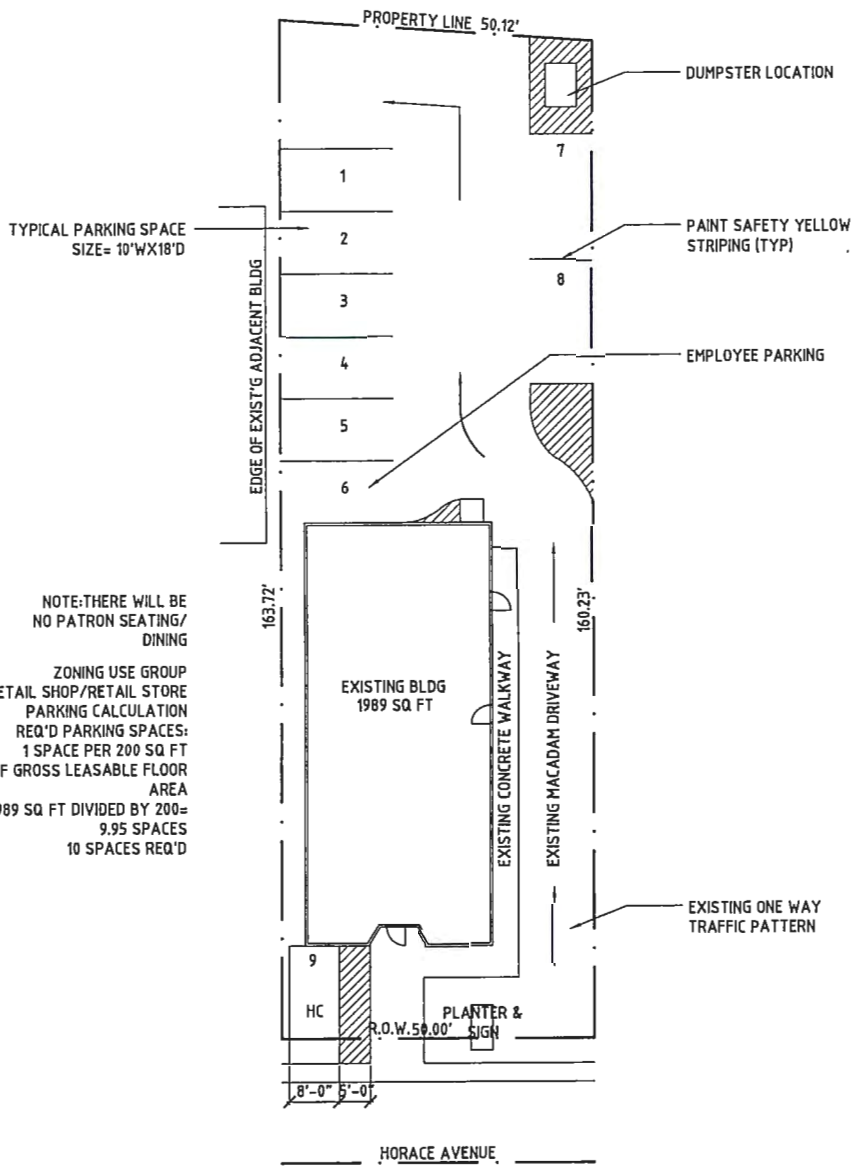 PROPERTY LINE 50.12'
DUMPSTER LOCATION
7
1
TYPICAL PARKING SPACE
SIZE= 10'WX18'D
2
PAINT SAFETY YELLOW
STRIPING (TYP)
8
3
EDGE OF EXIST'G ADJACENT BLDG
4
EMPLOYEE PARKING
5
6
NOTE:THERE WILL BE
NO PATRON SEATING/
DINING
163.72'
160.23'
ZONING USE GROUP
ETAIL SHOP/RETAIL STORE
PARKING CALCULATION
REQ'D PARKING SPACES:
1 SPACE PER 200 SQ FT
F GROSS LEASABLE FLOOR
AREA
989 SQ FT DIVIDED BY 200=
9.95 SPACES
10 SPACES REQ'D
EXISTING BLDG
1989 SQ FT
EXISTING CONCRETE WALKWAY
EXISTING MACADAM DRIVEWAY
EXISTING ONE WAY
TRAFFIC PATTERN
9
HC
PLANTER &
SIGN
R.O.W.50.00'
8'-0" 5'-0"
HORACE AVENUE